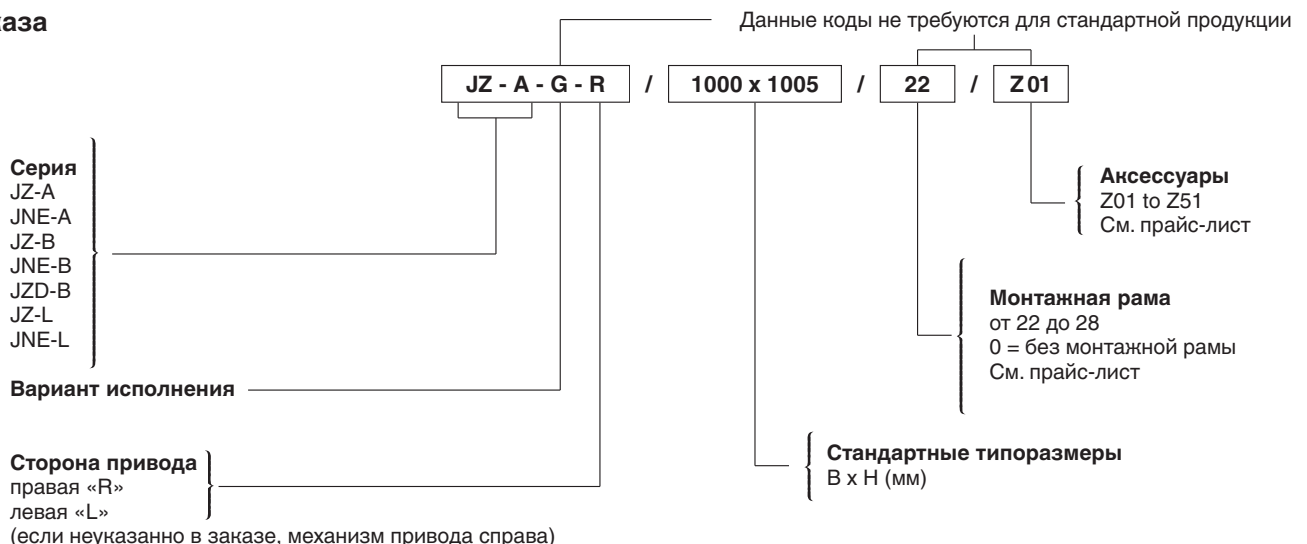 Данные коды не требуются для стандартной продукции
JZ - A - G - R / 1000 x 1005 / 22 / Z 01
Серия
JZ-A
JNE-A
JZ-B
JNE-B
JZD-B
JZ-L
JNE-L
Вариант исполнения
Сторона привода
правая «R»
левая «L»
(если неуказанно в заказе, механизм привода справа)
Аксессуары
Z01 to Z51
См. прайс-лист
Монтажная рама
от 22 до 28
0 = без монтажной рамы
См. прайс-лист
Стандартные типоразмеры
B x H (мм)